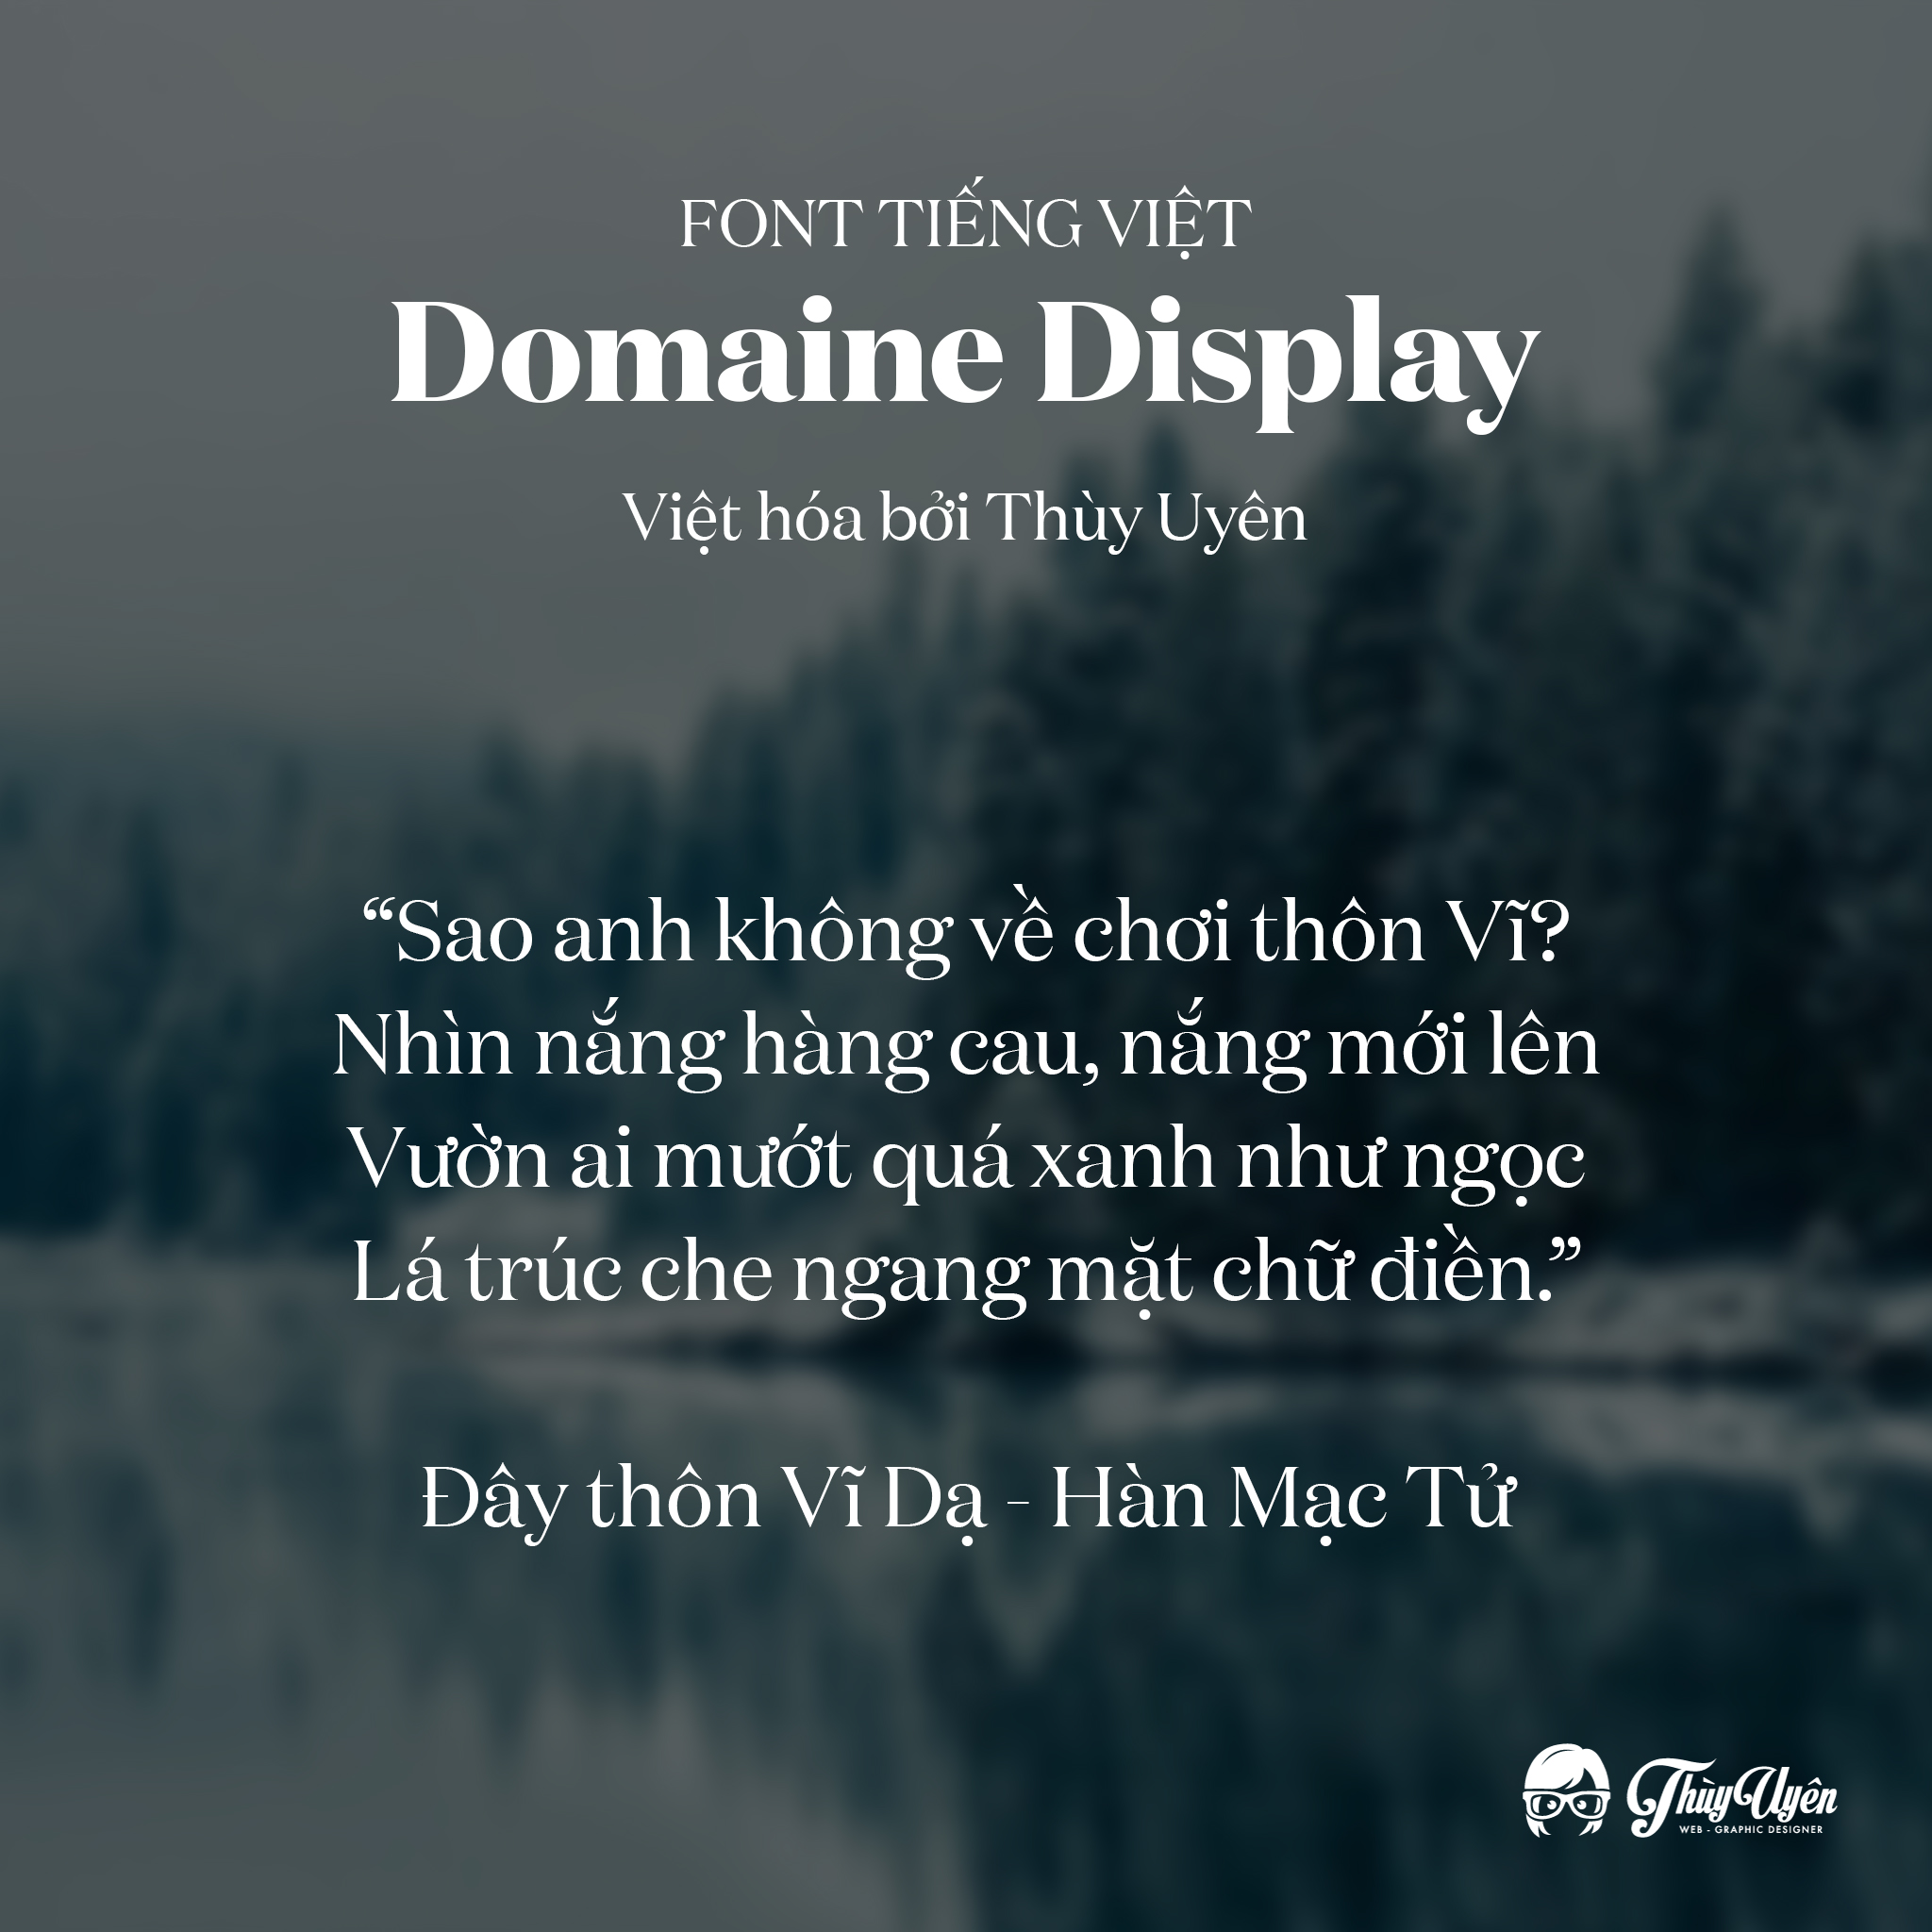 FONT TIẾNG VIỆT
Domaine Display
Việt hóa bởi Thùy Uyên
“Sao anh không về chơi thôn Vĩ?
Nhìn nắng hàng cau, nắng mới lên
Vườn ai mướt quá xanh như ngọc
Lá trúc che ngang mặt chữ điền.”
Đây thôn Vĩ Dạ - Hàn Mạc Tử
Thùy Uyên
WEB - GRAPHIC DESIGNER